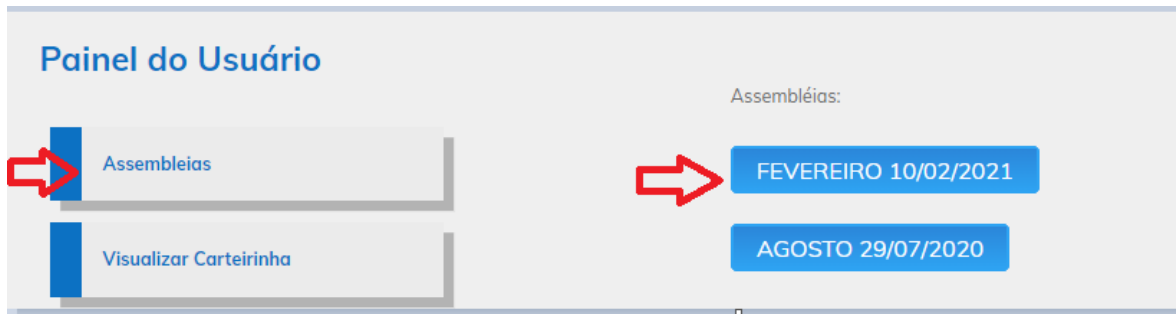 Painel do Usuário
Assembleias
Visualizar Carteirinha
Assembléias:
FEVEREIRO 10/02/2021
AGOSTO 29/07/2020